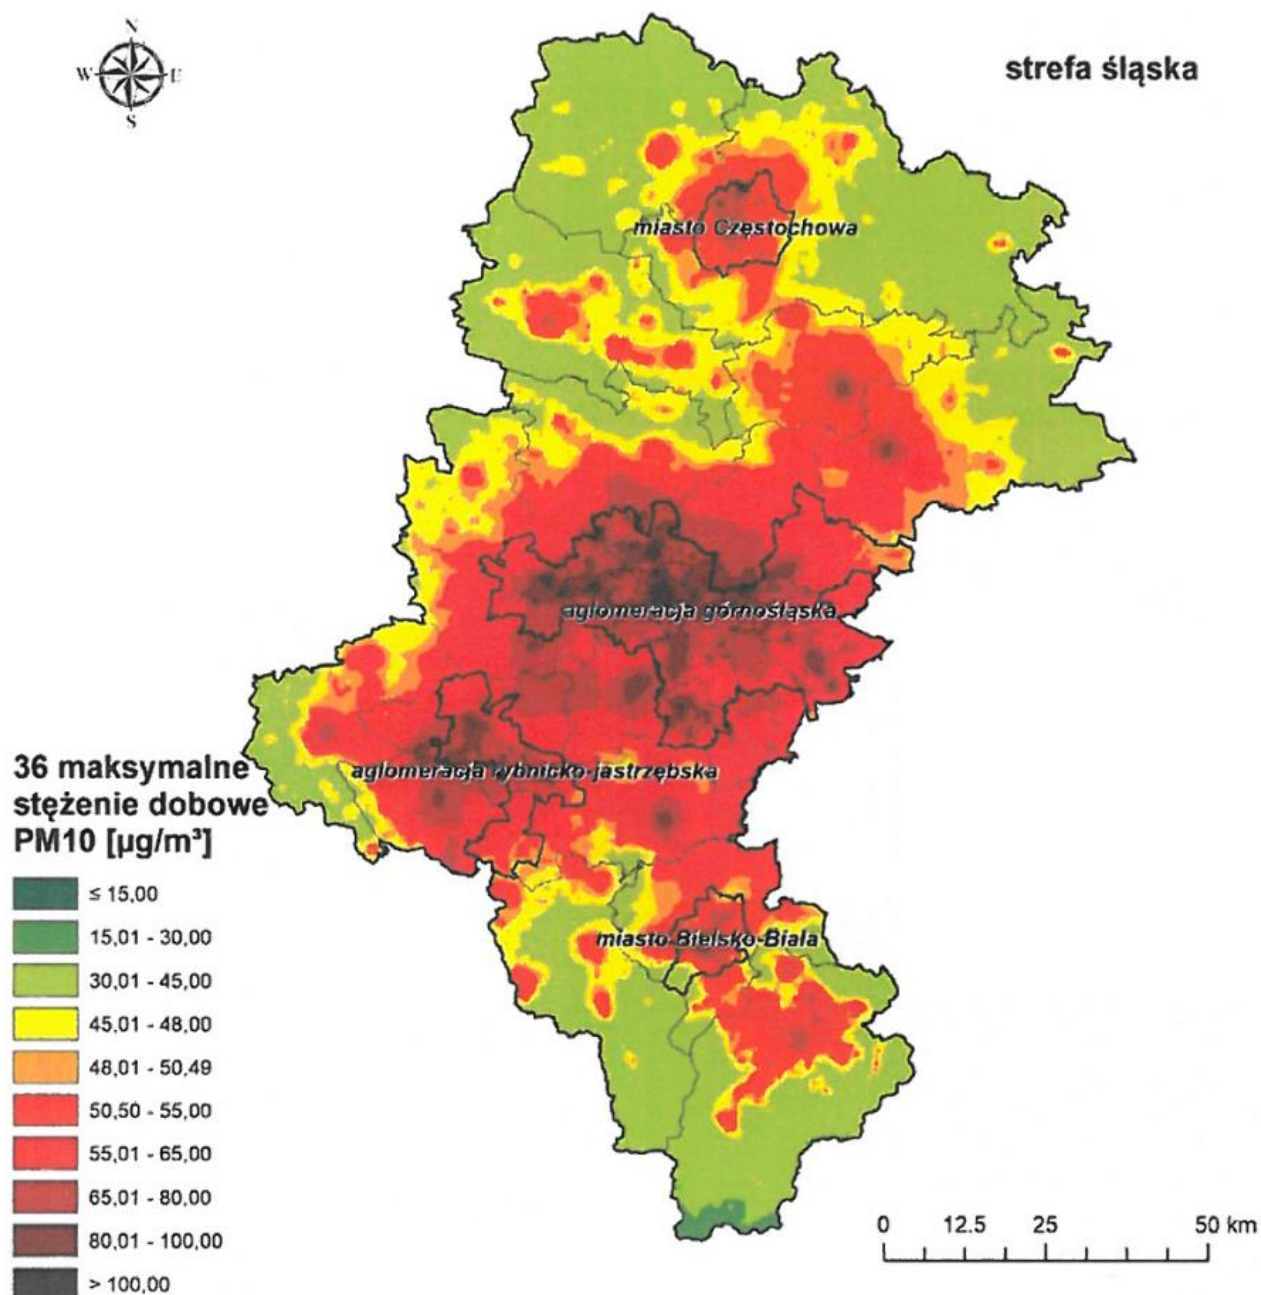 N
W E
S
strefa śląska
miasto Częstochowa
aglomeracja górnośląska
aglomeracja rybnicko-jastrzębska
miasto Bielsko-Biała
36 maksymalne
stężenie dobowe
PM10 [µg/m³]
≤ 15,00
15,01 - 30,00
30,01 - 45,00
45,01 - 48,00
48,01 - 50,49
50,50 - 55,00
55,01 - 65,00
65,01 - 80,00
80,01 - 100,00
> 100,00
0 12.5 25 50 km